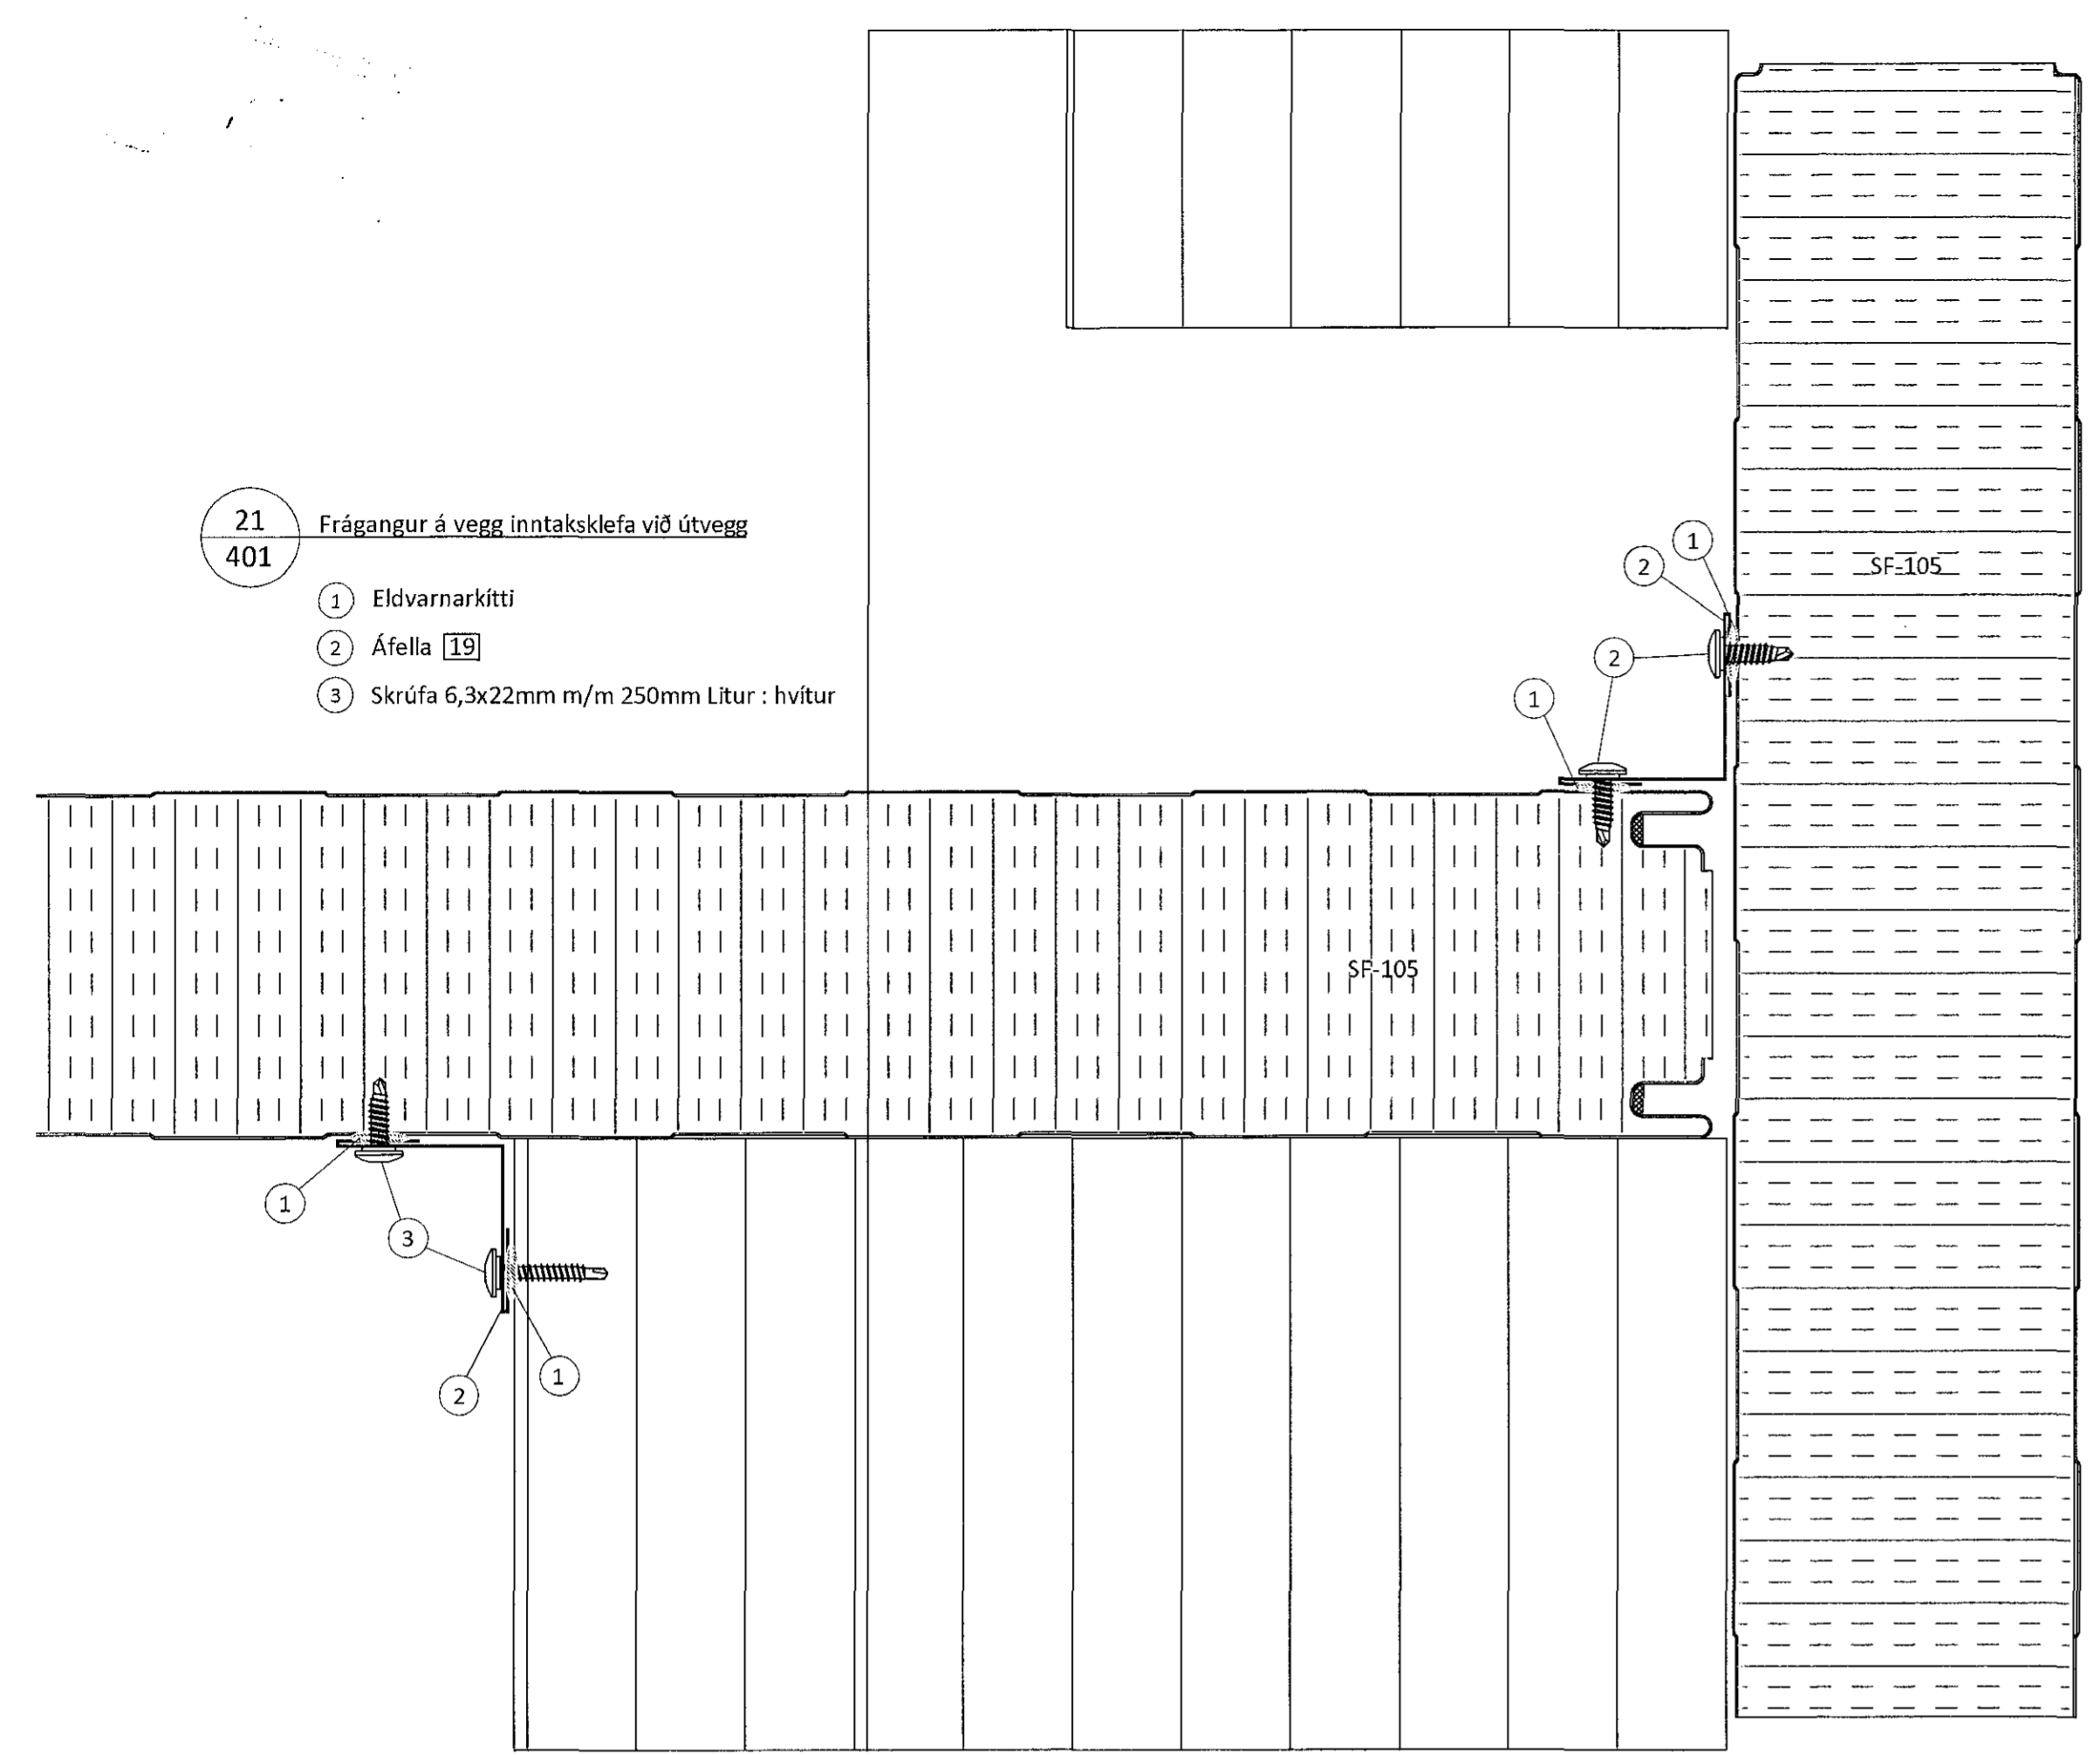 21
401
Frágangur á vegg inntaksklefa við útvegg
1 Eldvarnarkítti
2 Áfella 19
3 Skrúfa 6,3x22mm m/m 250mm Litur : hvítur
1
2
SF-105
2
1
SF-105
1
3
1
2